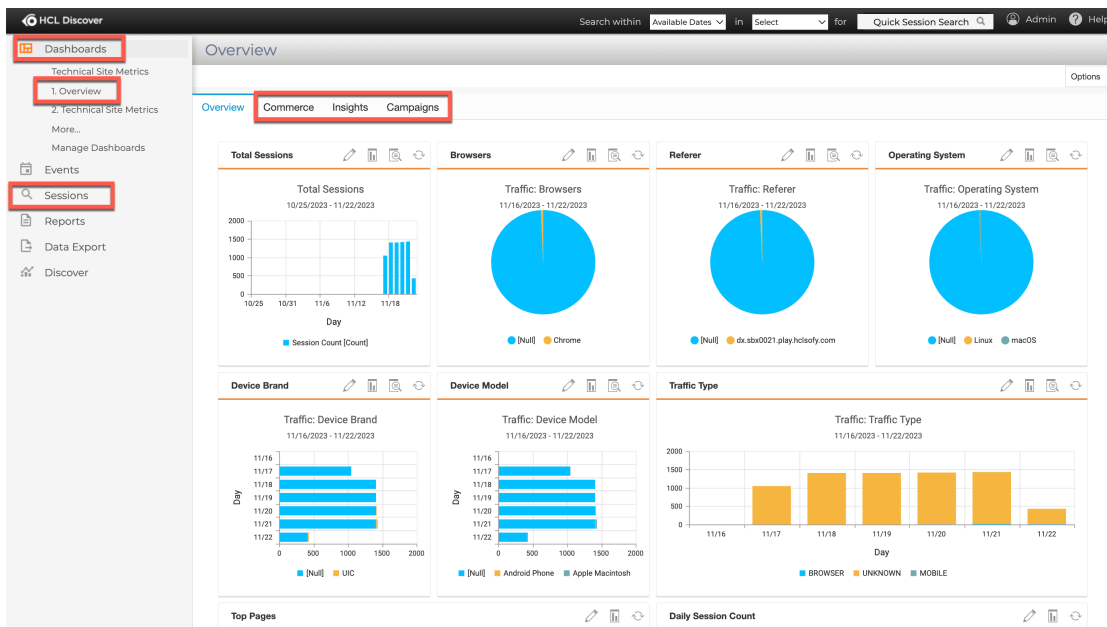 HCL Discover
Search within Available Dates in Select for Quick Session Search Admin Help
Dashboards
Technical Site Metrics
1. Overview
2. Technical Site Metrics
More...
Manage Dashboards
Events
Sessions
Reports
Data Export
Discover
Overview
Options
Overview Commerce Insights Campaigns
Total Sessions
Total Sessions
10/25/2023 - 11/22/2023
2000
1500
1000
500
0
10/25 10/31 11/6 11/12 11/18
Day
Session Count [Count]
Browsers
Traffic: Browsers
11/16/2023 - 11/22/2023
[Null] Chrome
Referer
Traffic: Referer
11/16/2023 - 11/22/2023
[Null] dx.sbx0021.play.hclsofy.com
Operating System
Traffic: Operating System
11/16/2023 - 11/22/2023
[Null] Linux macOS
Device Brand
Traffic: Device Brand
11/16/2023 - 11/22/2023
Day
11/16
11/17
11/18
11/19
11/20
11/21
11/22
0 500 1000 1500 2000
[Null] UIC
Device Model
Traffic: Device Model
11/16/2023 - 11/22/2023
Day
11/16
11/17
11/18
11/19
11/20
11/21
11/22
0 500 1000 1500 2000
[Null] Android Phone Apple Macintosh
Traffic Type
Traffic: Traffic Type
11/16/2023 - 11/22/2023
2000
1500
1000
500
0
11/16 11/17 11/18 11/19 11/20 11/21 11/22
Day
BROWSER UNKNOWN MOBILE
Top Pages
Daily Session Count